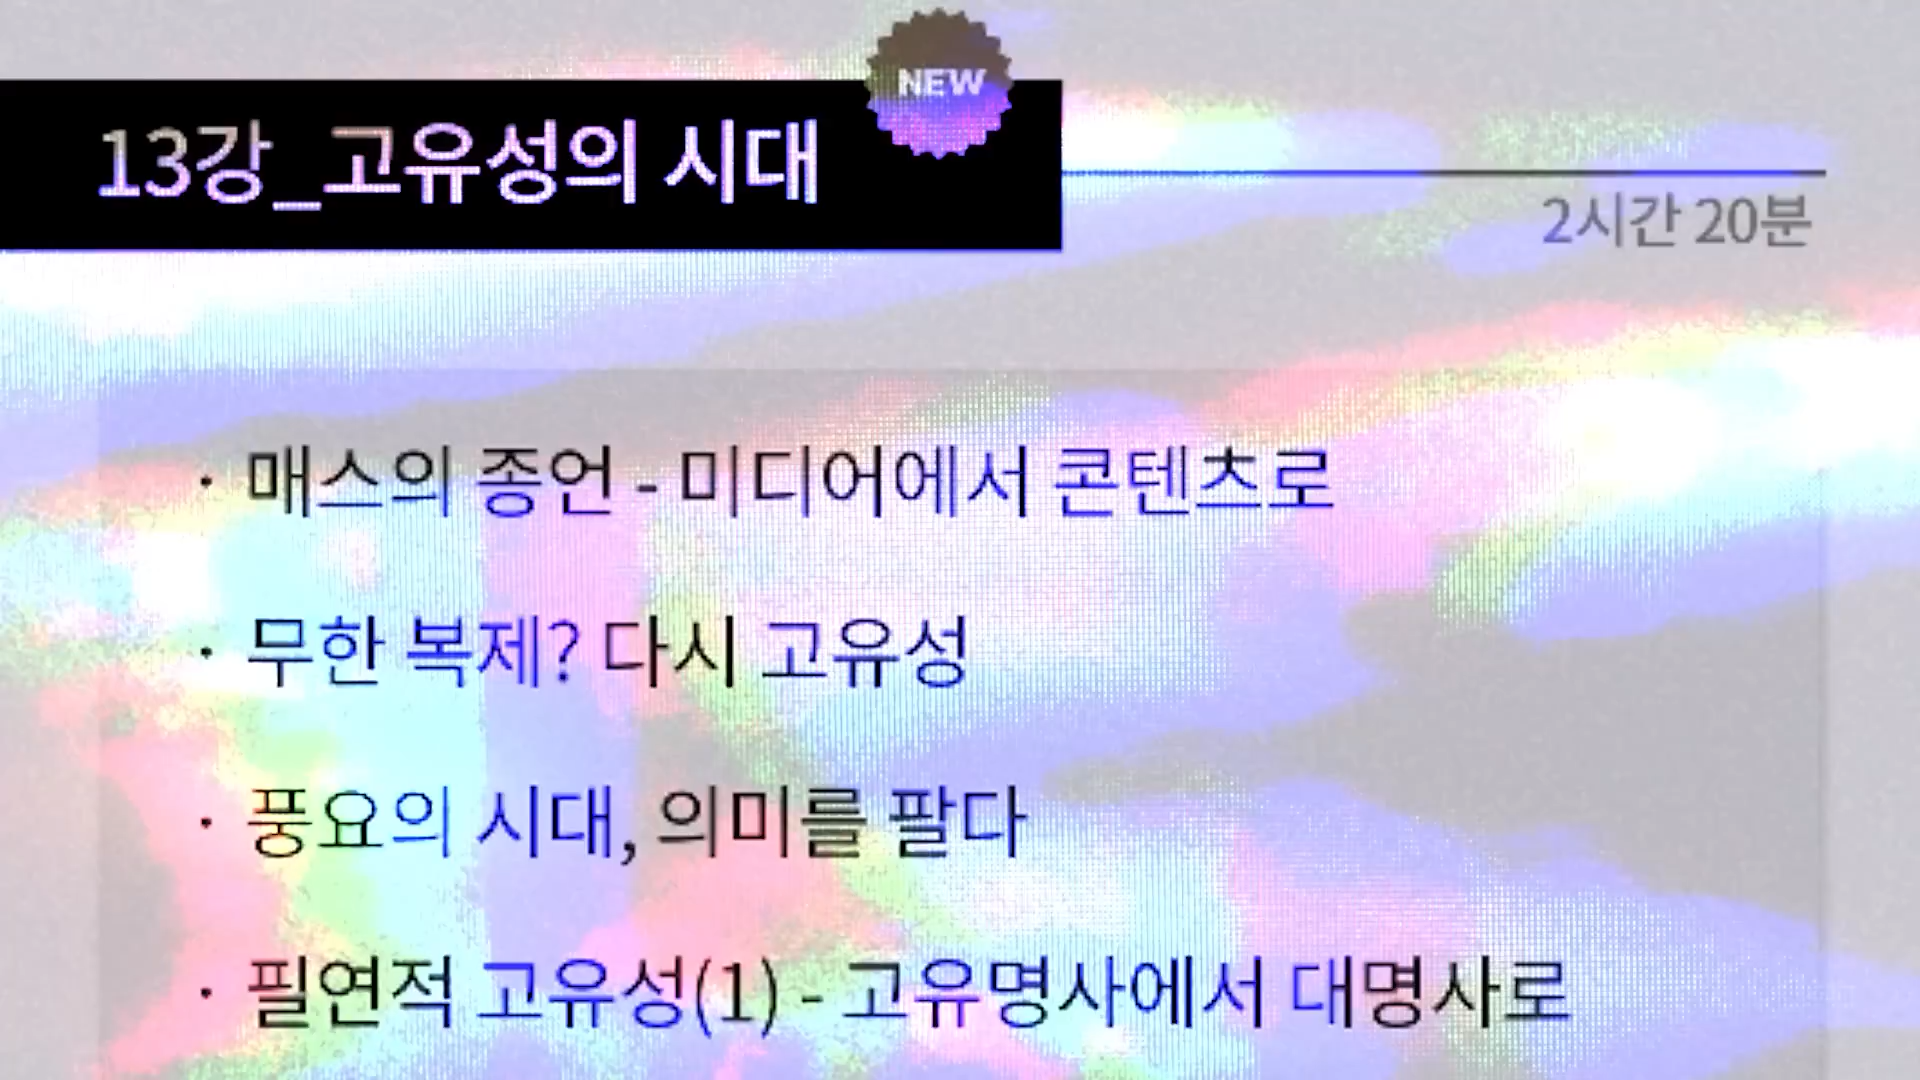 NEW
13강_고유성의 시대
2시간 20분
· 매스의 종언 - 미디어에서 콘텐츠로
· 무한 복제? 다시 고유성
· 풍요의 시대, 의미를 팔다
· 필연적 고유성(1) - 고유명사에서 대명사로